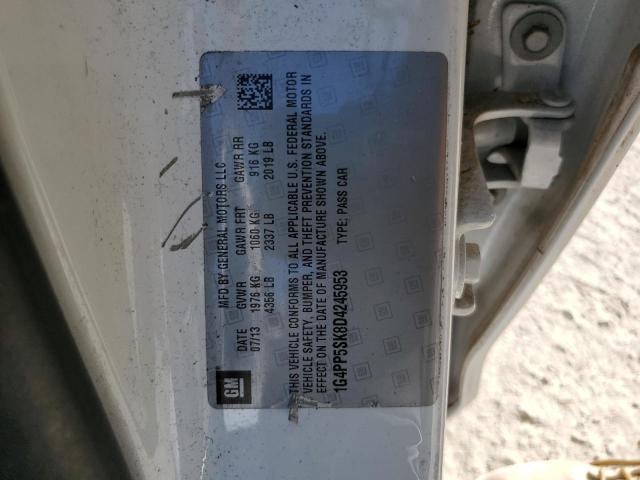 MFD BY GENERAL MOTORS LLC
DATE GVWR GAWR FRT GAWR RR
07/13 1976 KG 1060 KG 916 KG
4356 LB 2337 LB 2019 LB
THIS VEHICLE CONFORMS TO ALL APPLICABLE U.S. FEDERAL MOTOR
VEHICLE SAFETY, BUMPER, AND THEFT PREVENTION STANDARDS IN
EFFECT ON THE DATE OF MANUFACTURE SHOWN ABOVE.
1G4PP5SK8D4245953 TYPE: PASS CAR
GM